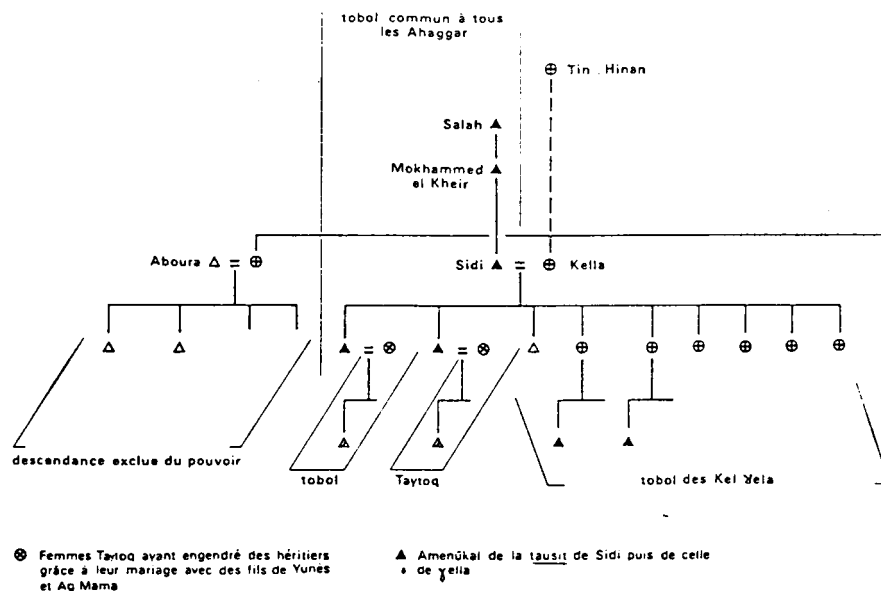 tobol commun à tous
les Ahaggar
Tin Hinan
Salah
Mokhammed
el Kheir
Aboura
Sidi
Kella
descendance exclue du pouvoir
tobol
Taytoq
tobol des Kel Ɣela
Femmes Taytoq ayant engendré des héritiers
grâce à leur mariage avec des fils de Yunès
et Ag Mama
Amenûkal de la tausit de Sidi puis de celle
de Ɣella